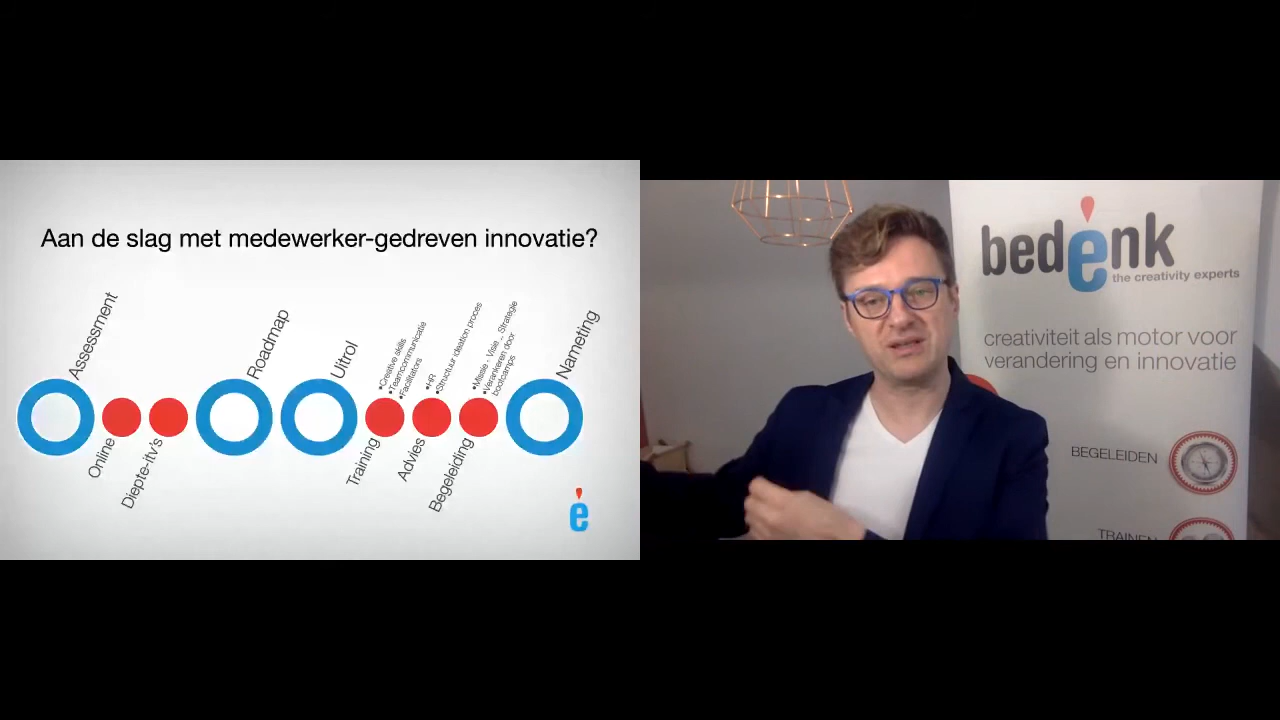 Aan de slag met medewerker-gedreven innovatie?
Assessment
Online
Diepte-itv's
Roadmap
Uitrol
Training
•Creative skills
•Teamcommunicatie
•Facilitators
Advies
•HR
•Structuur ideation proces
Begeleiding
•Missie - Visie _ Strategie
•Verankeren door
bootcamps
Nameting
é
bedénk
the creativity experts
creativiteit als motor voor
verandering en innovatie
BEGELEIDEN
TRAINEN